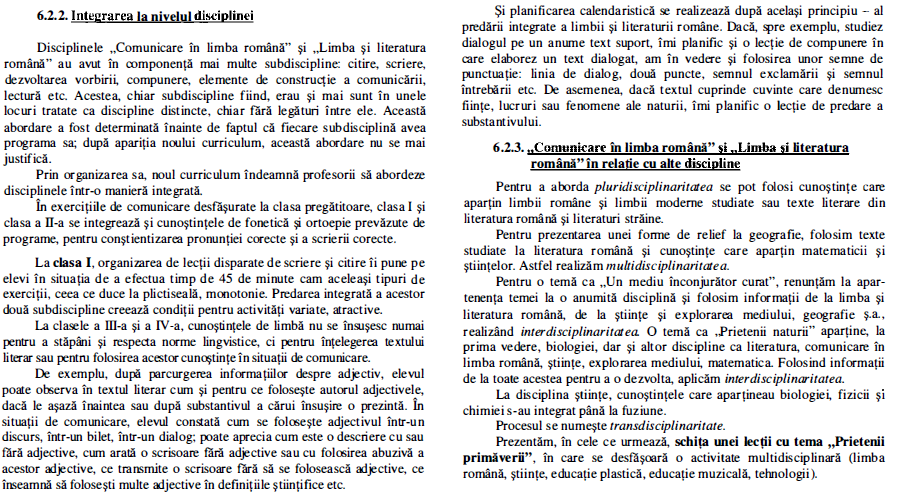 6.2.2. Integrarea la nivelul disciplinei
Disciplinele „Comunicare în limba română” şi „Limba şi literatura
română” au avut în componenţă mai multe subdiscipline: citire, scriere,
dezvoltarea vorbirii, compunere, elemente de construcţie a comunicării,
lectură etc. Acestea, chiar subdiscipline fiind, erau şi mai sunt în unele
locuri tratate ca discipline distincte, chiar fără legături între ele. Această
abordare a fost determinată înainte de faptul că fiecare subdisciplină avea
programa sa; după apariţia noului curriculum, această abordare nu se mai
justifică.
Prin organizarea sa, noul curriculum îndeamnă profesorii să abordeze
disciplinele într-o manieră integrată.
În exerciţiile de comunicare desfăşurate la clasa pregătitoare, clasa I şi
clasa a II-a se integrează şi cunoştinţele de fonetică şi ortoepie prevăzute de
programe, pentru conştientizarea pronunţiei corecte şi a scrierii corecte.
La clasa I, organizarea de lecţii disparate de scriere şi citire îi pune pe
elevi în situaţia de a efectua timp de 45 de minute cam aceleaşi tipuri de
exerciţii, ceea ce duce la plictiseală, monotonie. Predarea integrată a acestor
două subdiscipline creează condiţii pentru activităţi variate, atractive.
La clasele a III-a şi a IV-a, cunoştinţele de limbă nu se însuşesc numai
pentru a stăpâni şi respecta norme lingvistice, ci pentru înţelegerea textului
literar sau pentru folosirea acestor cunoştinţe în situaţii de comunicare.
De exemplu, după parcurgerea informaţiilor despre adjectiv, elevul
poate observa în textul literar cum şi pentru ce foloseşte autorul adjectivele,
dacă le aşază înaintea sau după substantivul a cărui însuşire o prezintă. În
situaţii de comunicare, elevul constată cum se foloseşte adjectivul într-un
discurs, într-un bilet, într-un dialog; poate aprecia cum este o descriere cu sau
fără adjective, cum arată o scrisoare fără adjective sau cu folosirea abuzivă a
acestor adjective, ce transmite o scrisoare fără să se folosească adjective, ce
înseamnă să foloseşti multe adjective în definiţiile ştiinţifice etc.
Şi planificarea calendaristică se realizează după acelaşi principiu – al
predării integrate a limbii şi literaturii române. Dacă, spre exemplu, studiez
dialogul pe un anume text suport, îmi planific şi o lecţie de compunere în
care elaborez un text dialogat, am în vedere şi folosirea unor semne de
punctuaţie: linia de dialog, două puncte, semnul exclamării şi semnul
întrebării etc. De asemenea, dacă textul cuprinde cuvinte care denumesc
fiinţe, lucruri sau fenomene ale naturii, îmi planific o lecţie de predare a
substantivului.
6.2.3. „Comunicare în limba română” şi „Limba şi literatura
română” în relaţie cu alte discipline
Pentru a aborda pluridisciplinaritatea se pot folosi cunoştinţe care
aparţin limbii române şi limbii moderne studiate sau texte literare din
literatura română şi literaturi străine.
Pentru prezentarea unei forme de relief la geografie, folosim texte
studiate la literatura română şi cunoştinţe care aparţin matematicii şi
ştiinţelor. Astfel realizăm multidisciplinaritatea.
Pentru o temă ca „Un mediu înconjurător curat”, renunţăm la apar-
tenenţa temei la o anumită disciplină şi folosim informaţii de la limba şi
literatura română, de la ştiinţe şi explorarea mediului, geografie ş.a.,
realizând interdisciplinaritatea. O temă ca „Prietenii naturii” aparţine, la
prima vedere, biologiei, dar şi altor discipline ca literatura, comunicare în
limba română, ştiinţe, explorarea mediului, matematica. Folosind informaţii
de la toate acestea pentru a o dezvolta, aplicăm interdisciplinaritatea.
La disciplina ştiinţe, cunoştinţele care aparţineau biologiei, fizicii şi
chimiei s-au integrat până la fuziune.
Procesul se numeşte transdisciplinaritate.
Prezentăm, în cele ce urmează, schiţa unei lecţii cu tema „Prietenii
primăverii”, în care se desfăşoară o activitate multidisciplinară (limba
română, ştiinţe, educaţie plastică, educaţie muzicală, tehnologii).